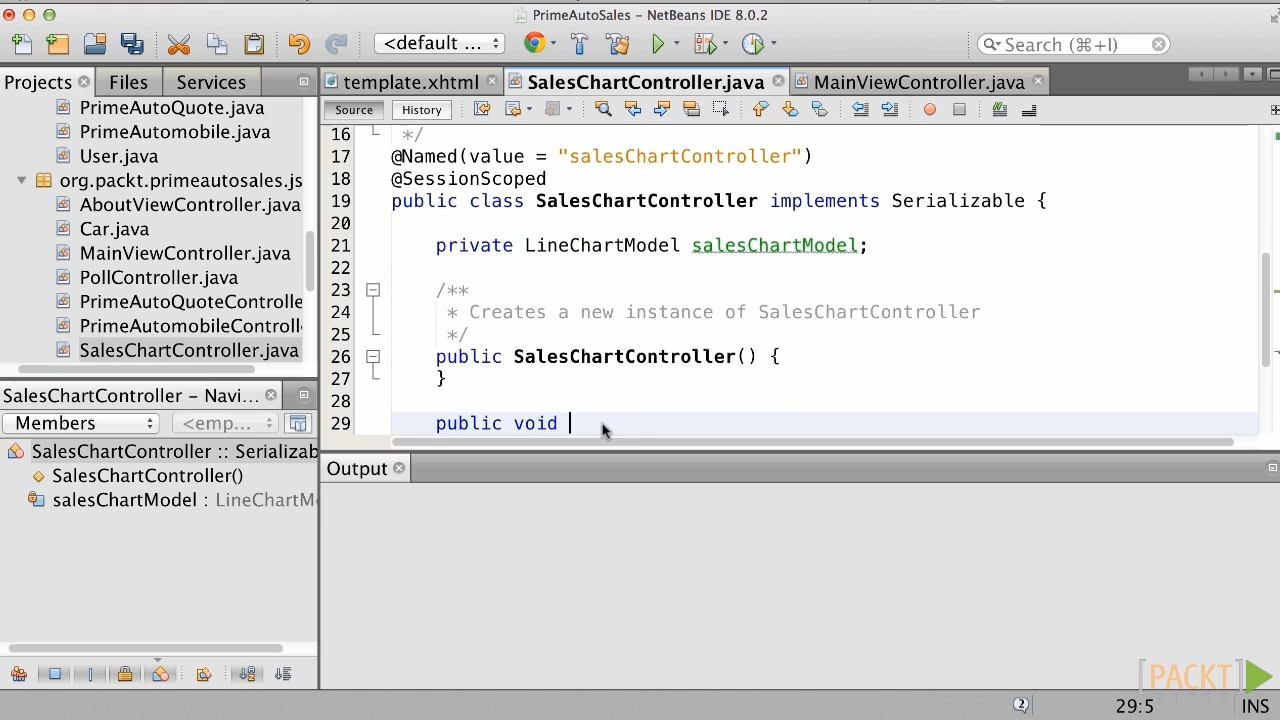 PrimeAutoSales – NetBeans IDE 8.0.2
<default ...
Search (⌘+I)
Projects Files Services
template.xhtml SalesChartController.java MainViewController.java
Source History
PrimeAutoQuote.java
PrimeAutomobile.java
User.java
org.packt.primeautosales.js
AboutViewController.java
Car.java
MainViewController.java
PollController.java
PrimeAutoQuoteControlle
PrimeAutomobileControll
SalesChartController.java
16 */
17 @Named(value = "salesChartController")
18 @SessionScoped
19 public class SalesChartController implements Serializable {
20
21 private LineChartModel salesChartModel;
22
23 /**
24 * Creates a new instance of SalesChartController
25 */
26 public SalesChartController() {
27 }
28
29 public void
SalesChartController – Navi...
Members <emp...
SalesChartController :: Serializab
SalesChartController()
salesChartModel : LineChartM
Output
PACKT
2 29:5 INS